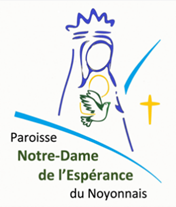 Paroisse
Notre-Dame
de l'Espérance
du Noyonnais